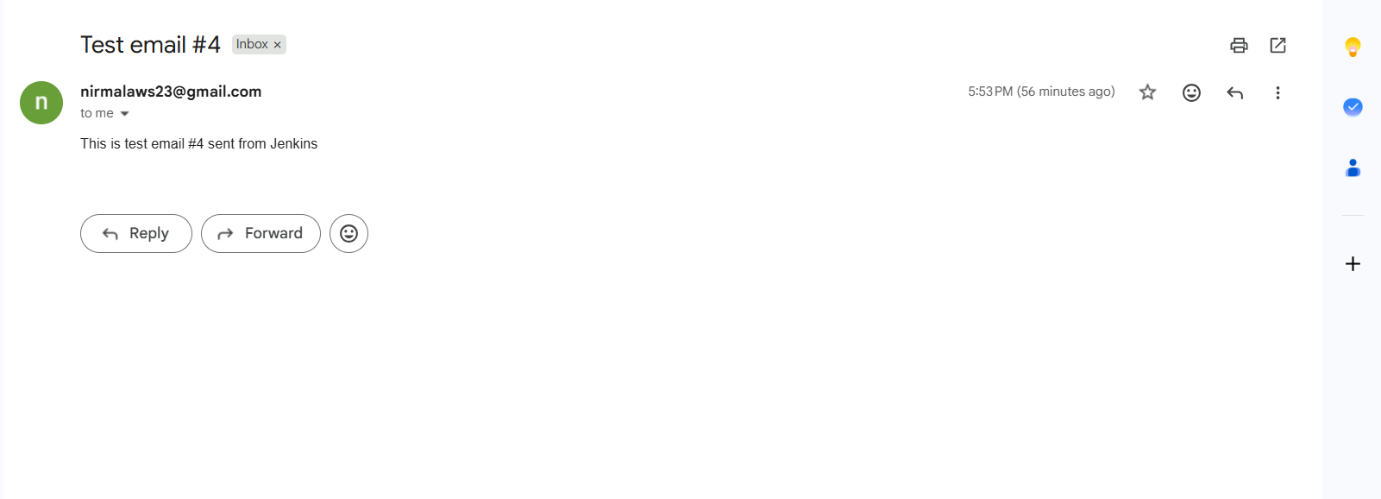 Test email #4 Inbox ×
n
nirmalaws23@gmail.com 5:53 PM (56 minutes ago)
to me
This is test email #4 sent from Jenkins
Reply Forward